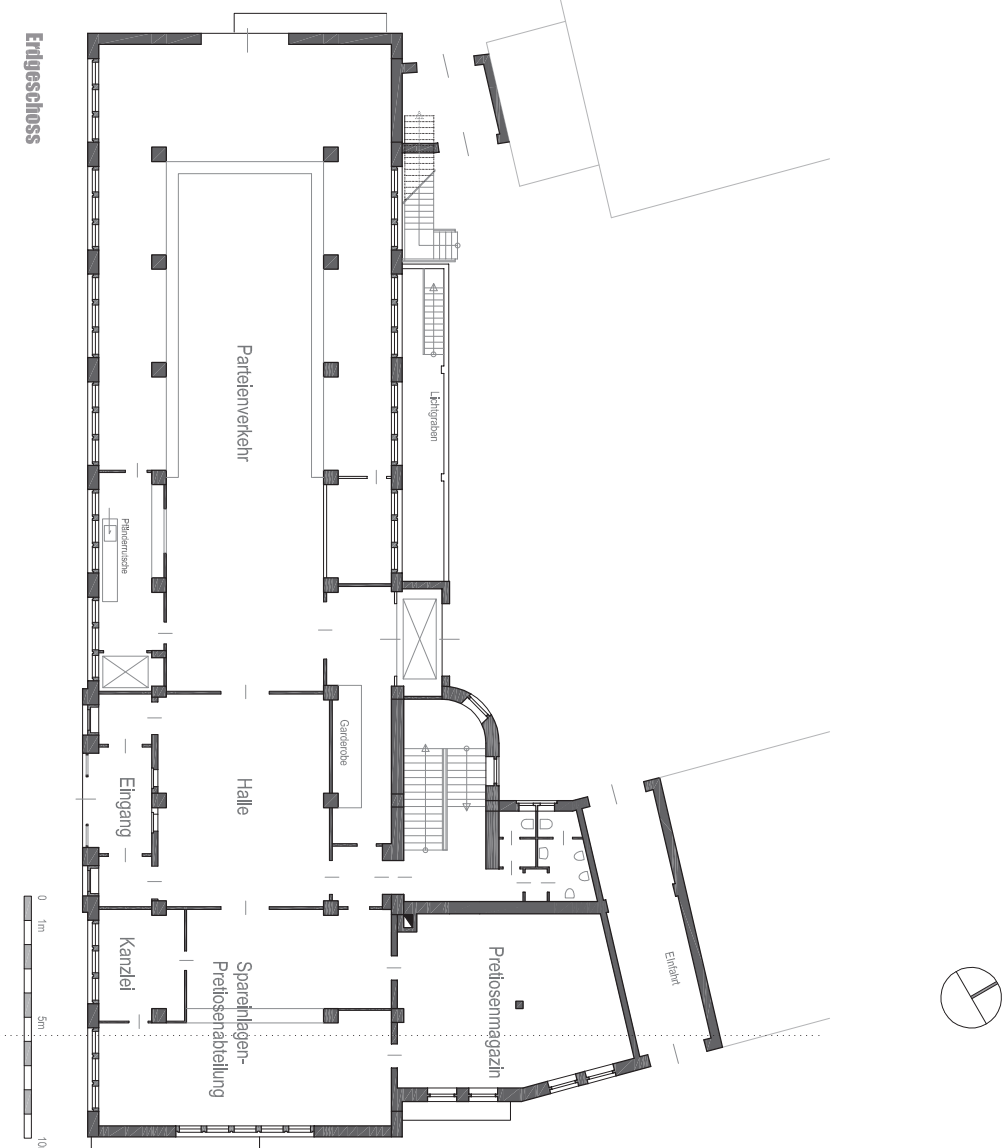 Erdgeschoss
Parteienverkehr
Lichtgraben
Pfänderrutsche
Garderobe
Eingang
Halle
Kanzlei
Spareinlagen-
Pretiosenabteilung
Pretiosenmagazin
Einfahrt
0
1m
5m
10